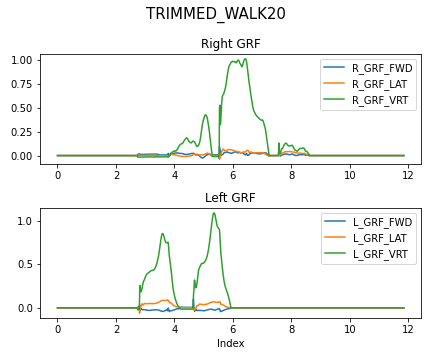 TRIMMED_WALK20
Right GRF
1.00
0.75
0.50
0.25
0.00
R_GRF_FWD
R_GRF_LAT
R_GRF_VRT
0 2 4 6 8 10 12
Left GRF
1.0
0.5
0.0
L_GRF_FWD
L_GRF_LAT
L_GRF_VRT
0 2 4 6 8 10 12
Index